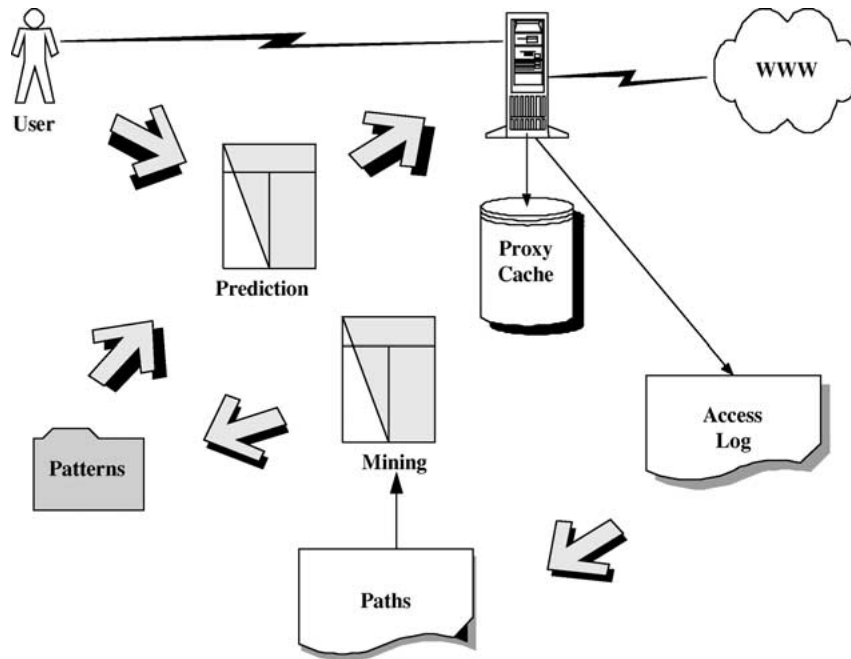 WWW
User
Prediction
Proxy
Cache
Access
Log
Mining
Patterns
Paths